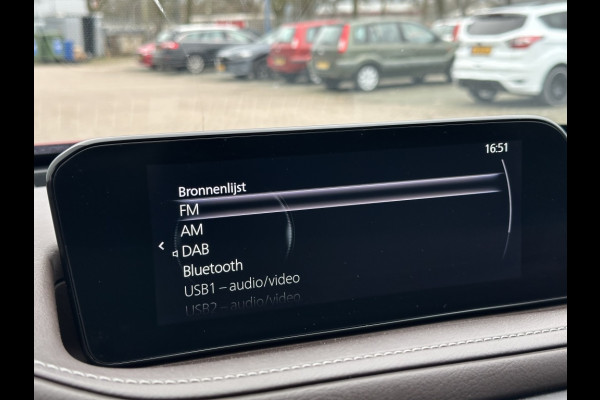 16:51
Bronnenlijst
FM
AM
DAB
Bluetooth
USB1 – audio/video
USB2 – audio/video